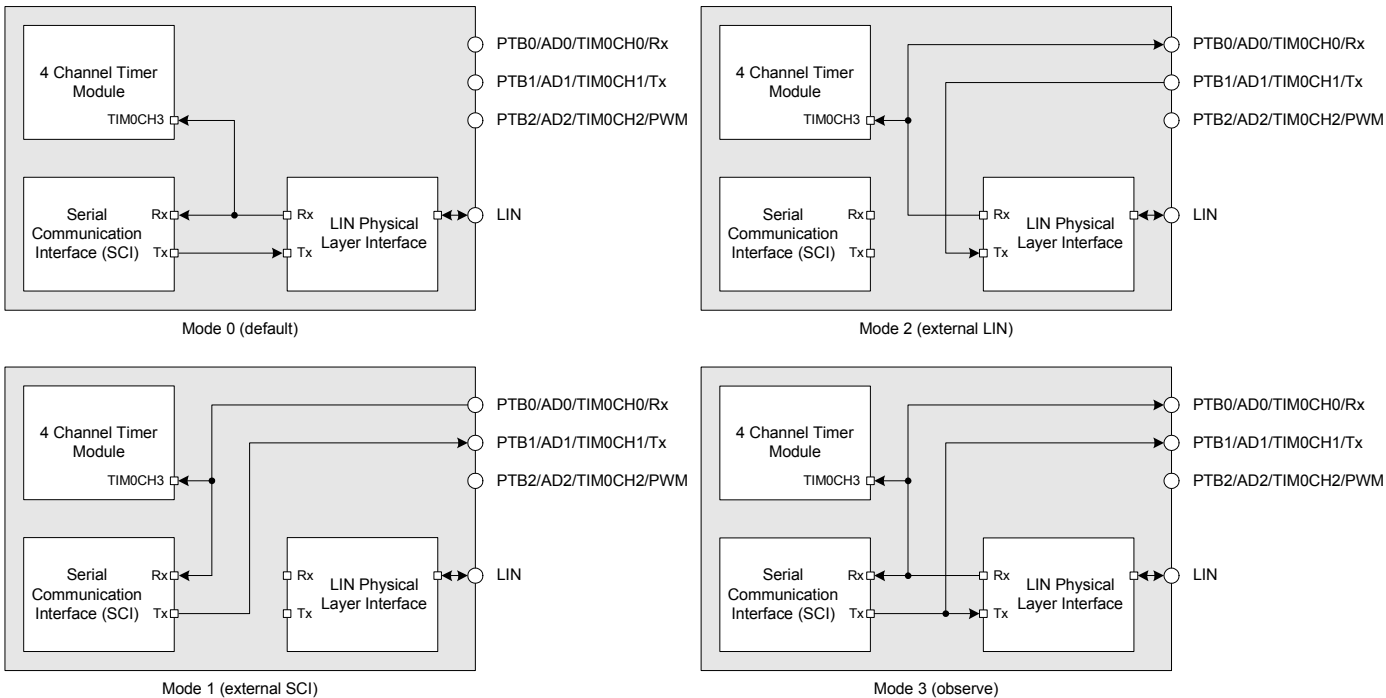 4 Channel Timer
Module
TIM0CH3
Serial
Communication
Interface (SCI)
Rx
Tx
Rx
Tx
LIN Physical
Layer Interface
PTB0/AD0/TIM0CH0/Rx
PTB1/AD1/TIM0CH1/Tx
PTB2/AD2/TIM0CH2/PWM
LIN
Mode 0 (default)
4 Channel Timer
Module
TIM0CH3
Serial
Communication
Interface (SCI)
Rx
Tx
Rx
Tx
LIN Physical
Layer Interface
PTB0/AD0/TIM0CH0/Rx
PTB1/AD1/TIM0CH1/Tx
PTB2/AD2/TIM0CH2/PWM
LIN
Mode 2 (external LIN)
4 Channel Timer
Module
TIM0CH3
Serial
Communication
Interface (SCI)
Rx
Tx
Rx
Tx
LIN Physical
Layer Interface
PTB0/AD0/TIM0CH0/Rx
PTB1/AD1/TIM0CH1/Tx
PTB2/AD2/TIM0CH2/PWM
LIN
Mode 1 (external SCI)
4 Channel Timer
Module
TIM0CH3
Serial
Communication
Interface (SCI)
Rx
Tx
Rx
Tx
LIN Physical
Layer Interface
PTB0/AD0/TIM0CH0/Rx
PTB1/AD1/TIM0CH1/Tx
PTB2/AD2/TIM0CH2/PWM
LIN
Mode 3 (observe)